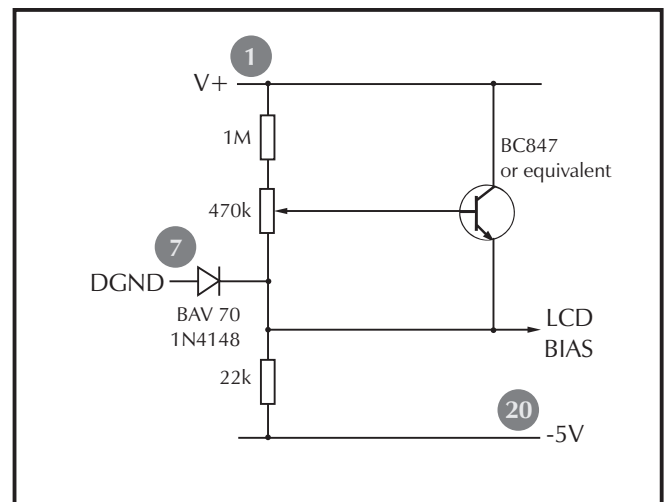 1
V+
1M
BC847
or equivalent
470k
7
DGND
BAV 70
1N4148
LCD
BIAS
22k
20
-5V